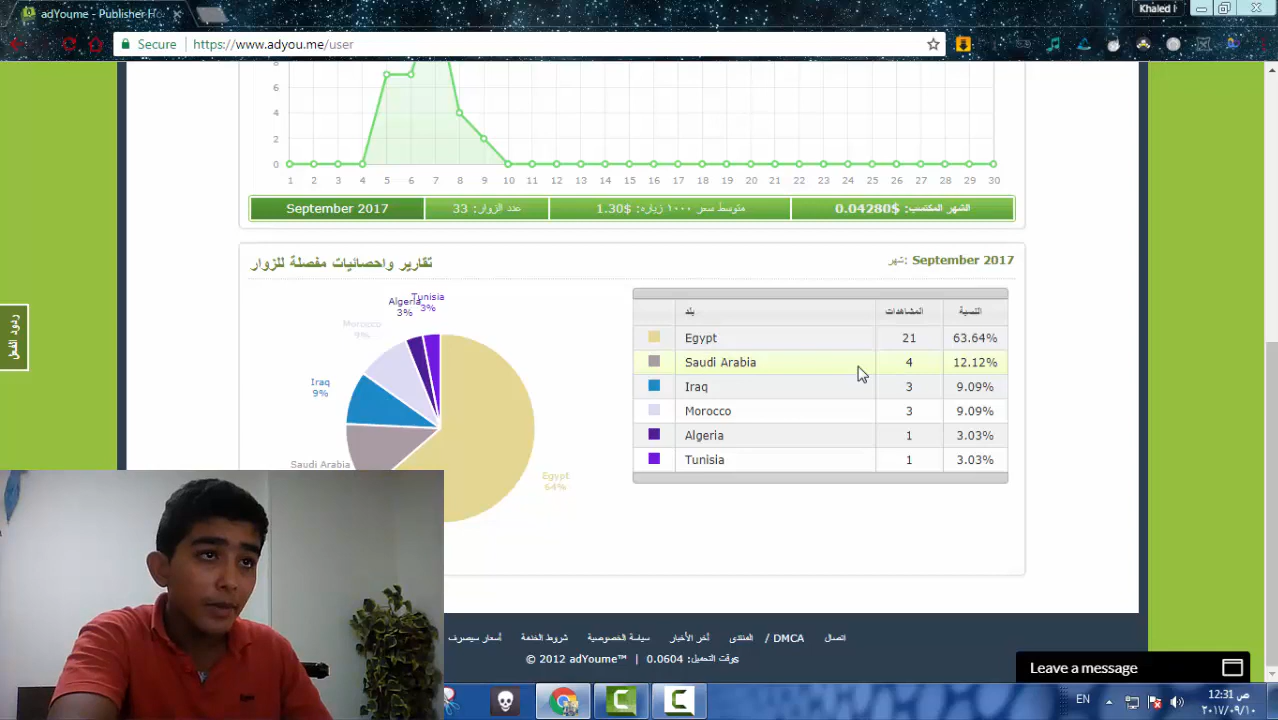 adYoume - Publisher Ho
Khaled
Secure https://www.adyou.me/user
8
6
4
2
0
1 2 3 4 5 6 7 8 9 10 11 12 13 14 15 16 17 18 19 20 21 22 23 24 25 26 27 28 29 30
September 2017 عدد الزوار: 33 متوسط سعر ١٠٠٠ زياره: $1.30 الشهر المكتسب: $0.04280
تقارير واحصائيات مفصلة للزوار
شهر: September 2017
بلد المشاهدات النسبة
Egypt 21 63.64%
Saudi Arabia 4 12.12%
Iraq 3 9.09%
Morocco 3 9.09%
Algeria 1 3.03%
Tunisia 1 3.03%
Tunisia
3%
Algeria
3%
Morocco
9%
Iraq
9%
Saudi Arabia
Egypt
64%
ردود الفعل
اتصال DMCA / المنتدى أخر الأخبار سياسة الخصوصية شروط الخدمة أسعار سيصرف
© 2012 adYoume™ | وقت التحميل: 0.0604
Leave a message
EN
12:31 ص
٢٠١٧/٠٩/١٠